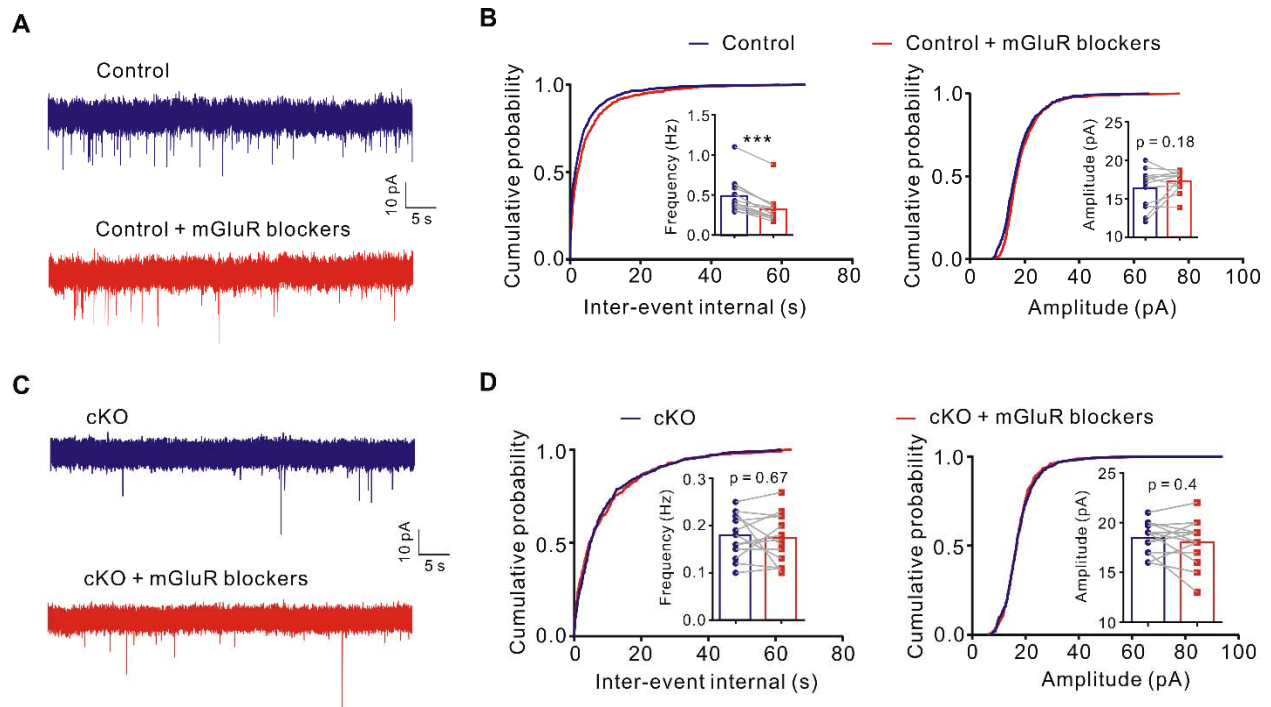 A
Control
10 pA
5 s
Control + mGluR blockers
B
Control
Control + mGluR blockers
Cumulative probability
1.0
0.5
0.0
0 20 40 60 80
Inter-event internal (s)
Frequency (Hz)
1.5
1.0
0.5
0.0
***
Cumulative probability
1.0
0.5
0.0
0 20 40 60 80 100
Amplitude (pA)
Amplitude (pA)
25
20
15
10
p = 0.18
C
cKO
10 pA
5 s
cKO + mGluR blockers
D
cKO
cKO + mGluR blockers
Cumulative probability
1.0
0.5
0.0
0 20 40 60 80
Inter-event internal (s)
Frequency (Hz)
0.3
0.2
0.1
0.0
p = 0.67
Cumulative probability
1.0
0.5
0.0
0 20 40 60 80 100
Amplitude (pA)
Amplitude (pA)
25
20
15
10
p = 0.4